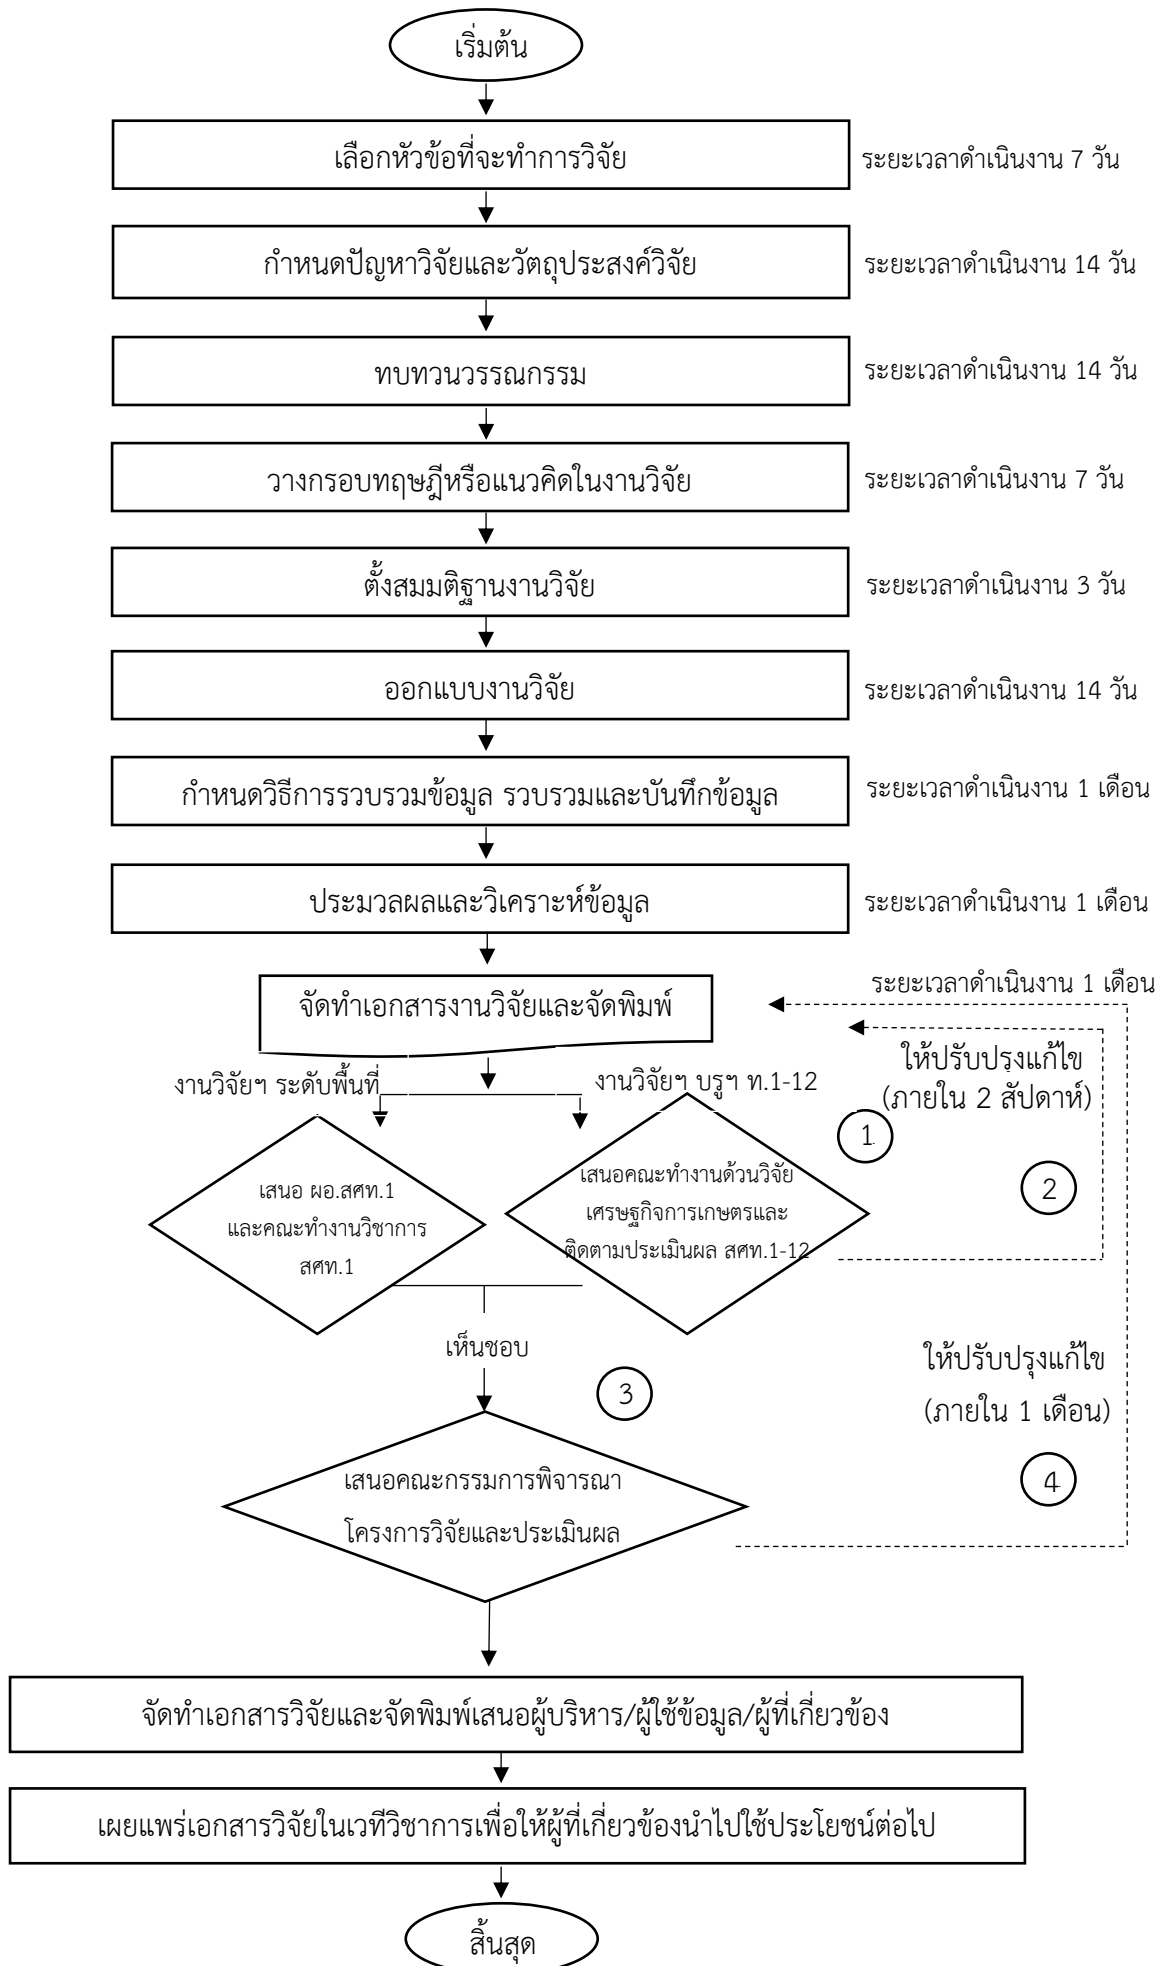 เริ่มต้น
เลือกหัวข้อที่จะทำการวิจัย
ระยะเวลาดำเนินงาน 7 วัน
กำหนดปัญหาวิจัยและวัตถุประสงค์วิจัย
ระยะเวลาดำเนินงาน 14 วัน
ทบทวนวรรณกรรม
ระยะเวลาดำเนินงาน 14 วัน
วางกรอบทฤษฎีหรือแนวคิดในงานวิจัย
ระยะเวลาดำเนินงาน 7 วัน
ตั้งสมมติฐานงานวิจัย
ระยะเวลาดำเนินงาน 3 วัน
ออกแบบงานวิจัย
ระยะเวลาดำเนินงาน 14 วัน
กำหนดวิธีการรวบรวมข้อมูล รวบรวมและบันทึกข้อมูล
ระยะเวลาดำเนินงาน 1 เดือน
ประมวลผลและวิเคราะห์ข้อมูล
ระยะเวลาดำเนินงาน 1 เดือน
จัดทำเอกสารงานวิจัยและจัดพิมพ์
ระยะเวลาดำเนินงาน 1 เดือน
ให้ปรับปรุงแก้ไข
(ภายใน 2 สัปดาห์)
งานวิจัยฯ ระดับพื้นที่
งานวิจัยฯ บรูฯ ท.1-12
1
2
เสนอ ผอ.สศท.1
และคณะทำงานวิชาการ
สศท.1
เสนอคณะทำงานด้วนวิจัย
เศรษฐกิจการเกษตรและ
ติดตามประเมินผล สศท.1-12
เห็นชอบ
3
ให้ปรับปรุงแก้ไข
(ภายใน 1 เดือน)
4
เสนอคณะกรรมการพิจารณา
โครงการวิจัยและประเมินผล
จัดทำเอกสารวิจัยและจัดพิมพ์เสนอผู้บริหาร/ผู้ใช้ข้อมูล/ผู้ที่เกี่ยวข้อง
เผยแพร่เอกสารวิจัยในเวทีวิชาการเพื่อให้ผู้ที่เกี่ยวข้องนำไปใช้ประโยชน์ต่อไป
สิ้นสุด